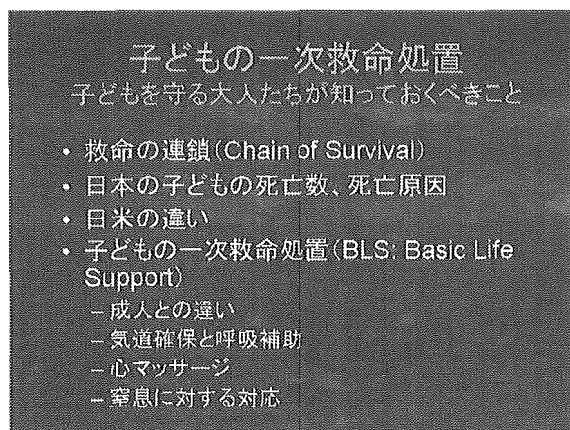 子どもの一次救命処置
子どもを守る大人たちが知っておくべきこと
• 救命の連鎖(Chain of Survival)
• 日本の子どもの死亡数、死亡原因
• 日米の違い
• 子どもの一次救命処置(BLS: Basic Life
Support)
– 成人との違い
– 気道確保と呼吸補助
– 心マッサージ
– 窒息に対する対応